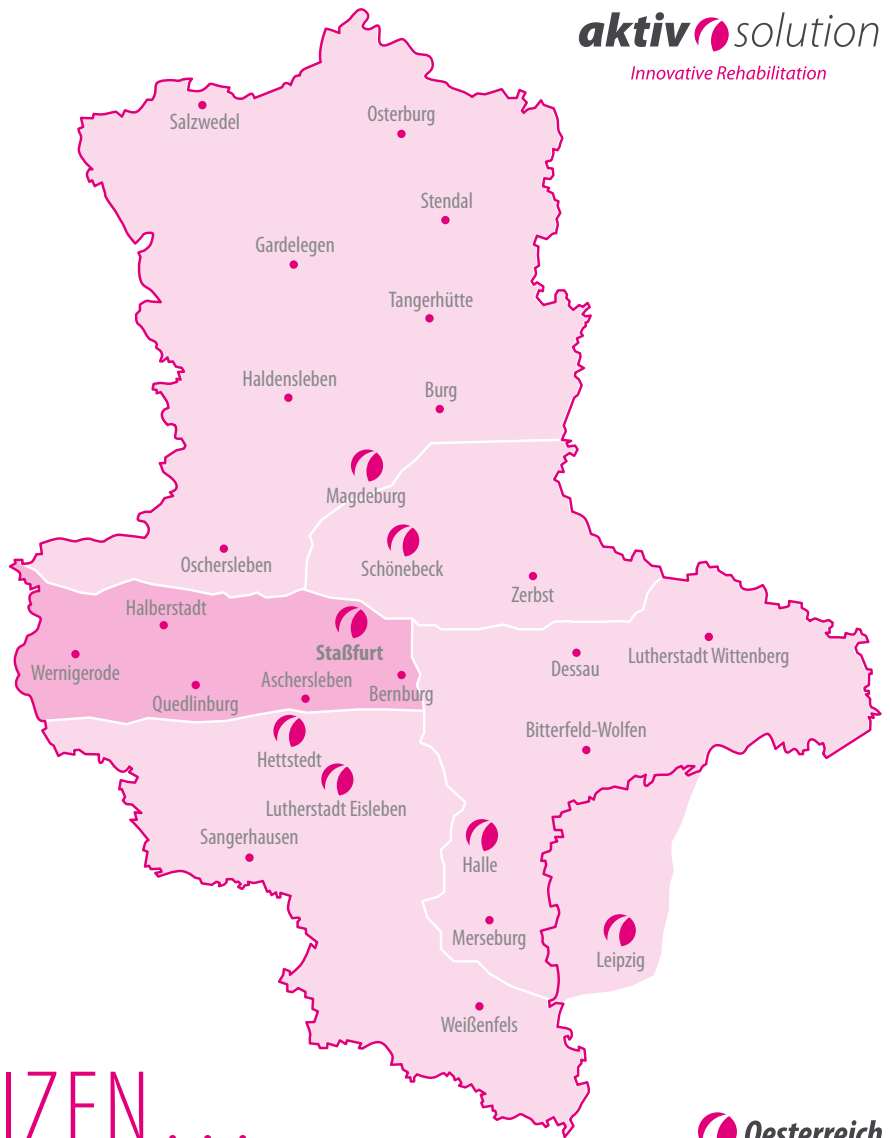 aktiv solution
Innovative Rehabilitation
Salzwedel
Osterburg
Stendal
Gardelegen
Tangerhütte
Haldensleben
Burg
Magdeburg
Oschersleben
Schönebeck
Zerbst
Halberstadt
Staßfurt
Wernigerode
Quedlinburg
Aschersleben
Bernburg
Dessau
Lutherstadt Wittenberg
Bitterfeld-Wolfen
Hettstedt
Lutherstadt Eisleben
Sangerhausen
Halle
Merseburg
Leipzig
Weißenfels
Oesterreich